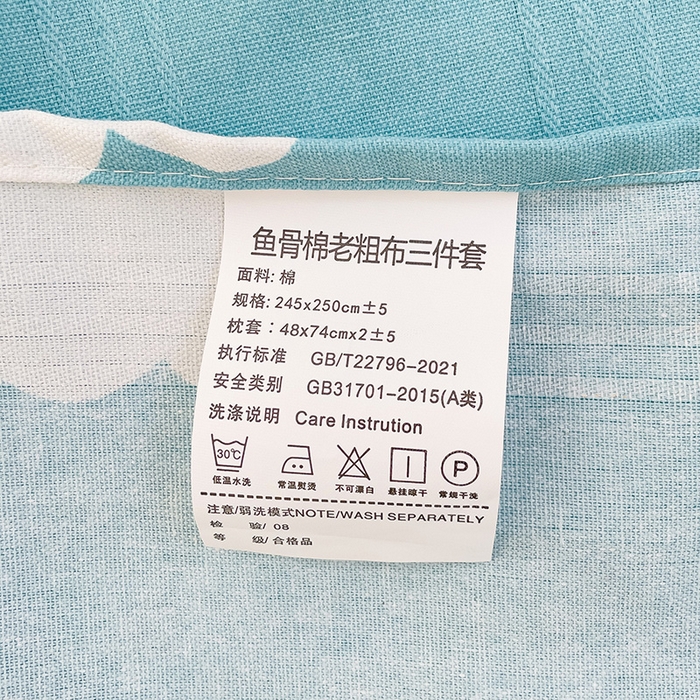 鱼骨棉老粗布三件套
面料: 棉
规格: 245x250cm±5
枕套: 48x74cmx2±5
执行标准 GB/T22796-2021
安全类别 GB31701-2015(A类)
洗涤说明 Care Instrution
30℃ P
低温水洗 常温熨烫 不可漂白 悬挂晾干 常规干洗
注意/弱洗模式NOTE/WASH SEPARATELY
检 验/ 08
等 级/ 合格品